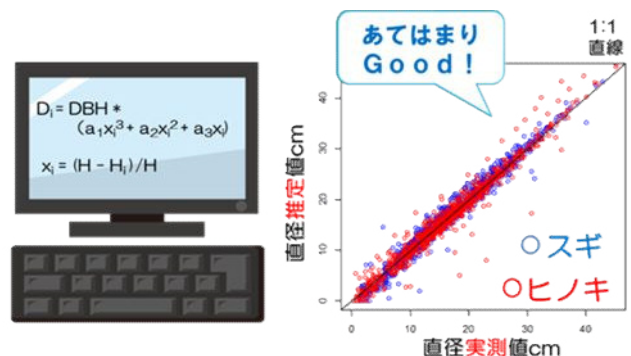 Dᵢ = DBH *
(a₁xᵢ³ + a₂xᵢ² + a₃xᵢ)
xᵢ = (H - Hᵢ)/H
あてはまり
Good!
1:1
直線
直径推定値cm
40
30
20
10
0
スギ
ヒノキ
0 10 20 30 40
直径実測値cm